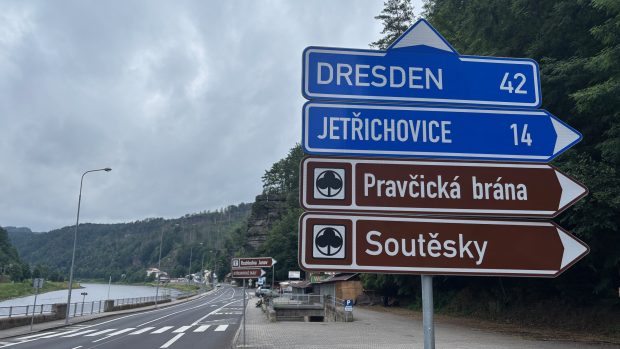 DRESDEN 42
JETŘICHOVICE 14
Pravčická brána
Soutěsky